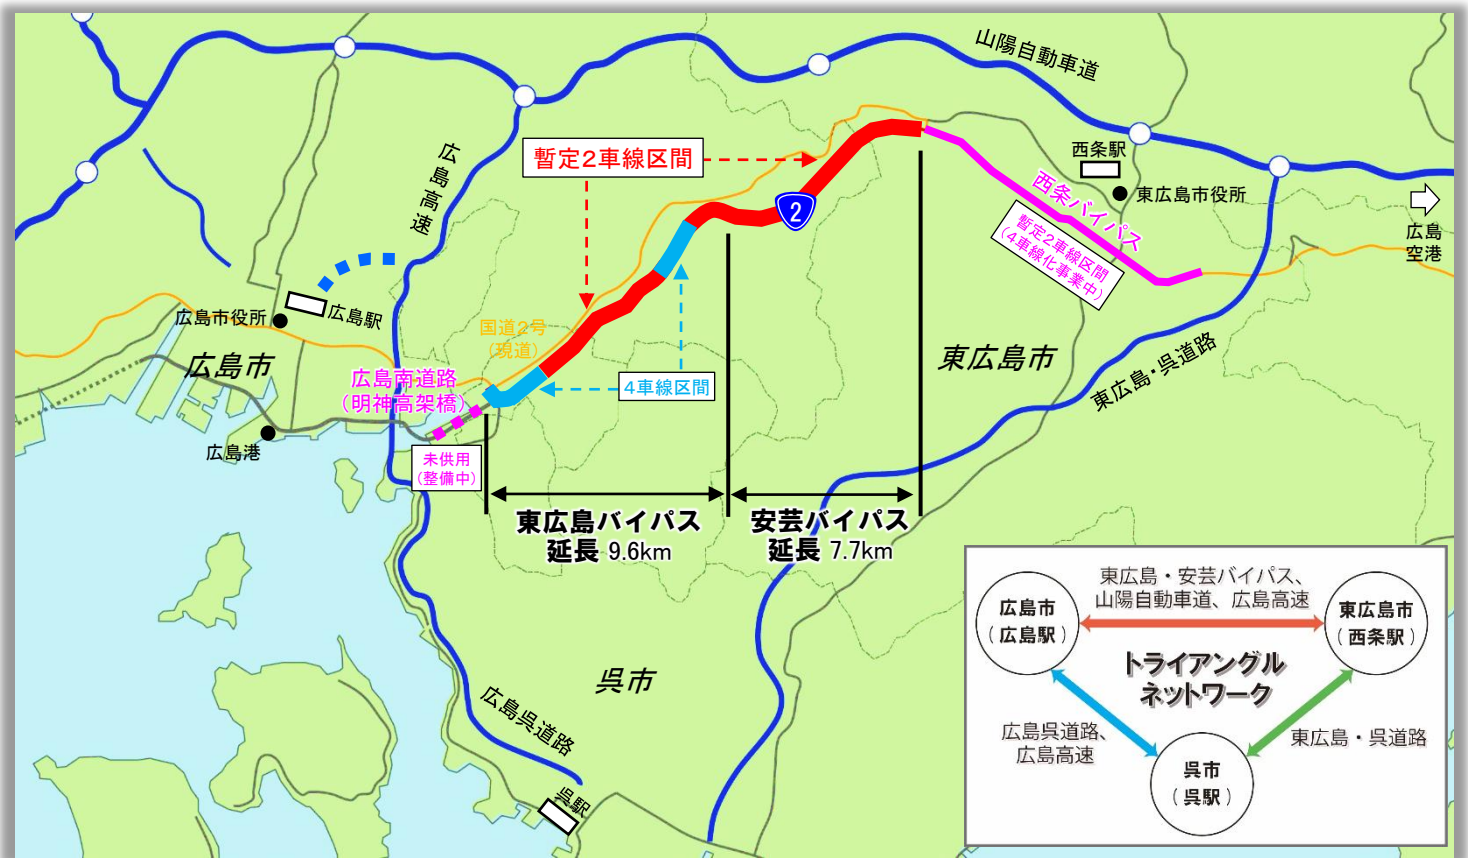 山陽自動車道
広島高速
暫定2車線区間
西条駅
東広島市役所
西条バイパス
暫定2車線区間
(4車線化事業中)
広島
空港
2
広島駅
広島市役所
広島市
国道2号
(現道)
広島南道路
(明神高架橋)
4車線区間
東広島市
東広島・呉道路
広島港
未供用
(整備中)
東広島バイパス
延長 9.6km
安芸バイパス
延長 7.7km
呉市
広島呉道路
呉駅
東広島・安芸バイパス、
山陽自動車道、広島高速
広島市
(広島駅)
東広島市
(西条駅)
トライアングル
ネットワーク
広島呉道路、
広島高速
東広島・呉道路
呉市
(呉駅)